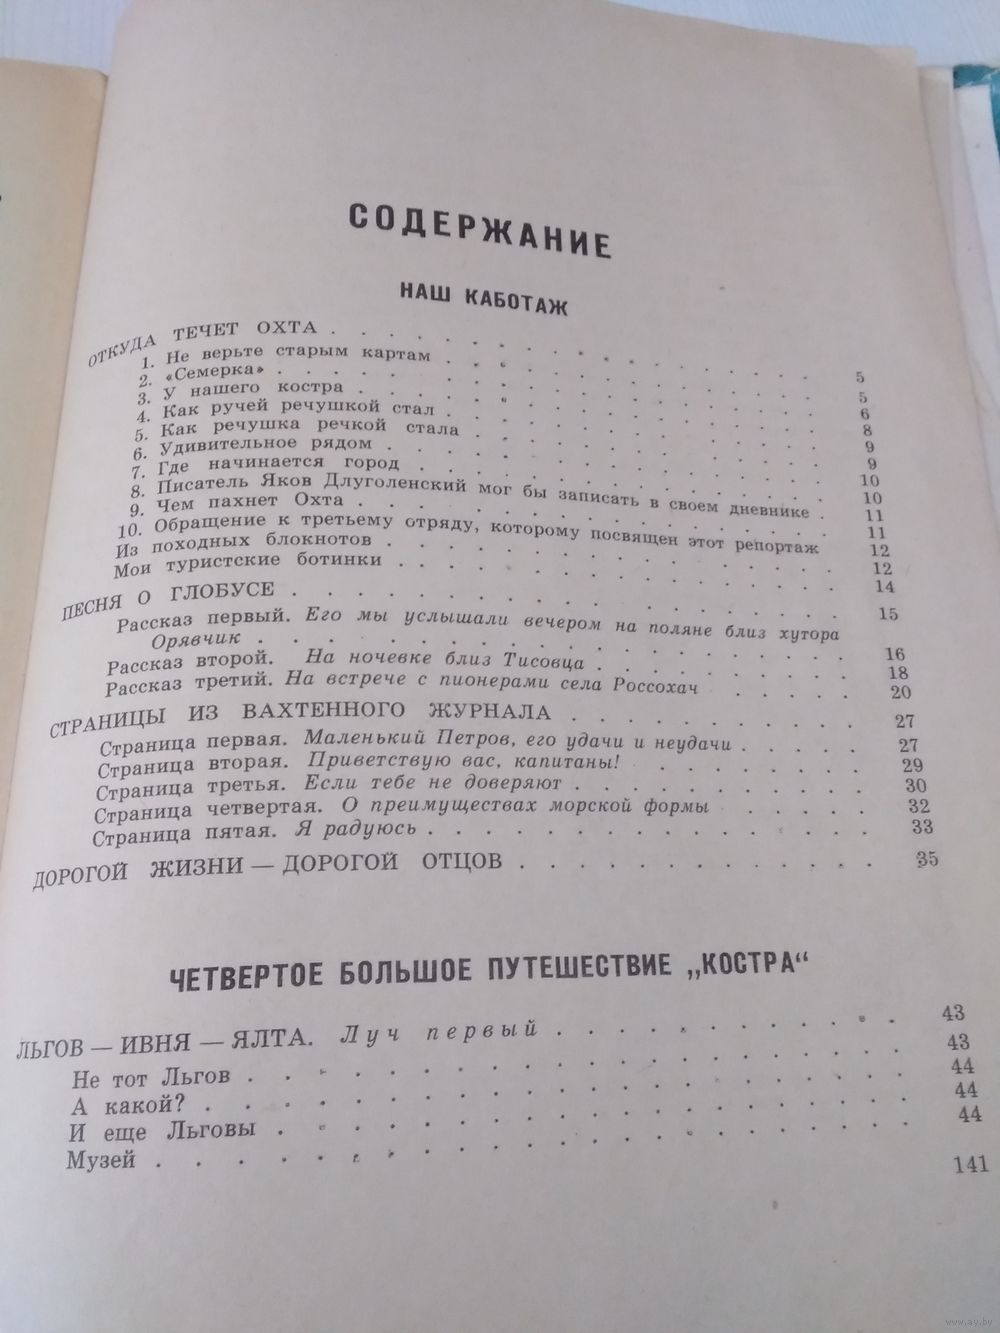 СОДЕРЖАНИЕ
НАШ КАБОТАЖ
ОТКУДА ТЕЧЕТ ОХТА . . . . . . . . . . . . . . . . 5
1. Не верьте старым картам . . . . . . . . . . . . 5
2. «Семерка» . . . . . . . . . . . . . . . . . . 6
3. У нашего костра . . . . . . . . . . . . . . . 8
4. Как ручей речушкой стал . . . . . . . . . . . . 9
5. Как речушка речкой стала . . . . . . . . . . . 9
6. Удивительное рядом . . . . . . . . . . . . . . 10
7. Где начинается город . . . . . . . . . . . . . 10
8. Писатель Яков Длуголенский мог бы записать в своем дневнике . 11
9. Чем пахнет Охта . . . . . . . . . . . . . . . 11
10. Обращение к третьему отряду, которому посвящен этот репортаж 12
Из походных блокнотов . . . . . . . . . . . . . . 12
Мои туристские ботинки . . . . . . . . . . . . . . 14
ПЕСНЯ О ГЛОБУСЕ . . . . . . . . . . . . . . . . 15
Рассказ первый. Его мы услышали вечером на поляне близ хутора
Орявчик . . . . . . . . . . . . . . . . . . . 16
Рассказ второй. На ночевке близ Тисовца . . . . . . . . 18
Рассказ третий. На встрече с пионерами села Россохач . . . . 20
СТРАНИЦЫ ИЗ ВАХТЕННОГО ЖУРНАЛА . . . . . . . . . . 27
Страница первая. Маленький Петров, его удачи и неудачи . . . . 27
Страница вторая. Приветствую вас, капитаны! . . . . . . . 29
Страница третья. Если тебе не доверяют . . . . . . . . . 30
Страница четвертая. О преимуществах морской формы . . . . . 32
Страница пятая. Я радуюсь . . . . . . . . . . . . . 33
ДОРОГОЙ ЖИЗНИ — ДОРОГОЙ ОТЦОВ . . . . . . . . . . . 35
ЧЕТВЕРТОЕ БОЛЬШОЕ ПУТЕШЕСТВИЕ „КОСТРА“
ЛЬГОВ — ИВНЯ — ЯЛТА. Луч первый . . . . . . . . . . 43
Не тот Льгов . . . . . . . . . . . . . . . . . 43
А какой? . . . . . . . . . . . . . . . . . . . 44
И еще Льговы . . . . . . . . . . . . . . . . . 44
Музей . . . . . . . . . . . . . . . . . . . . 44
141
www.ay.by